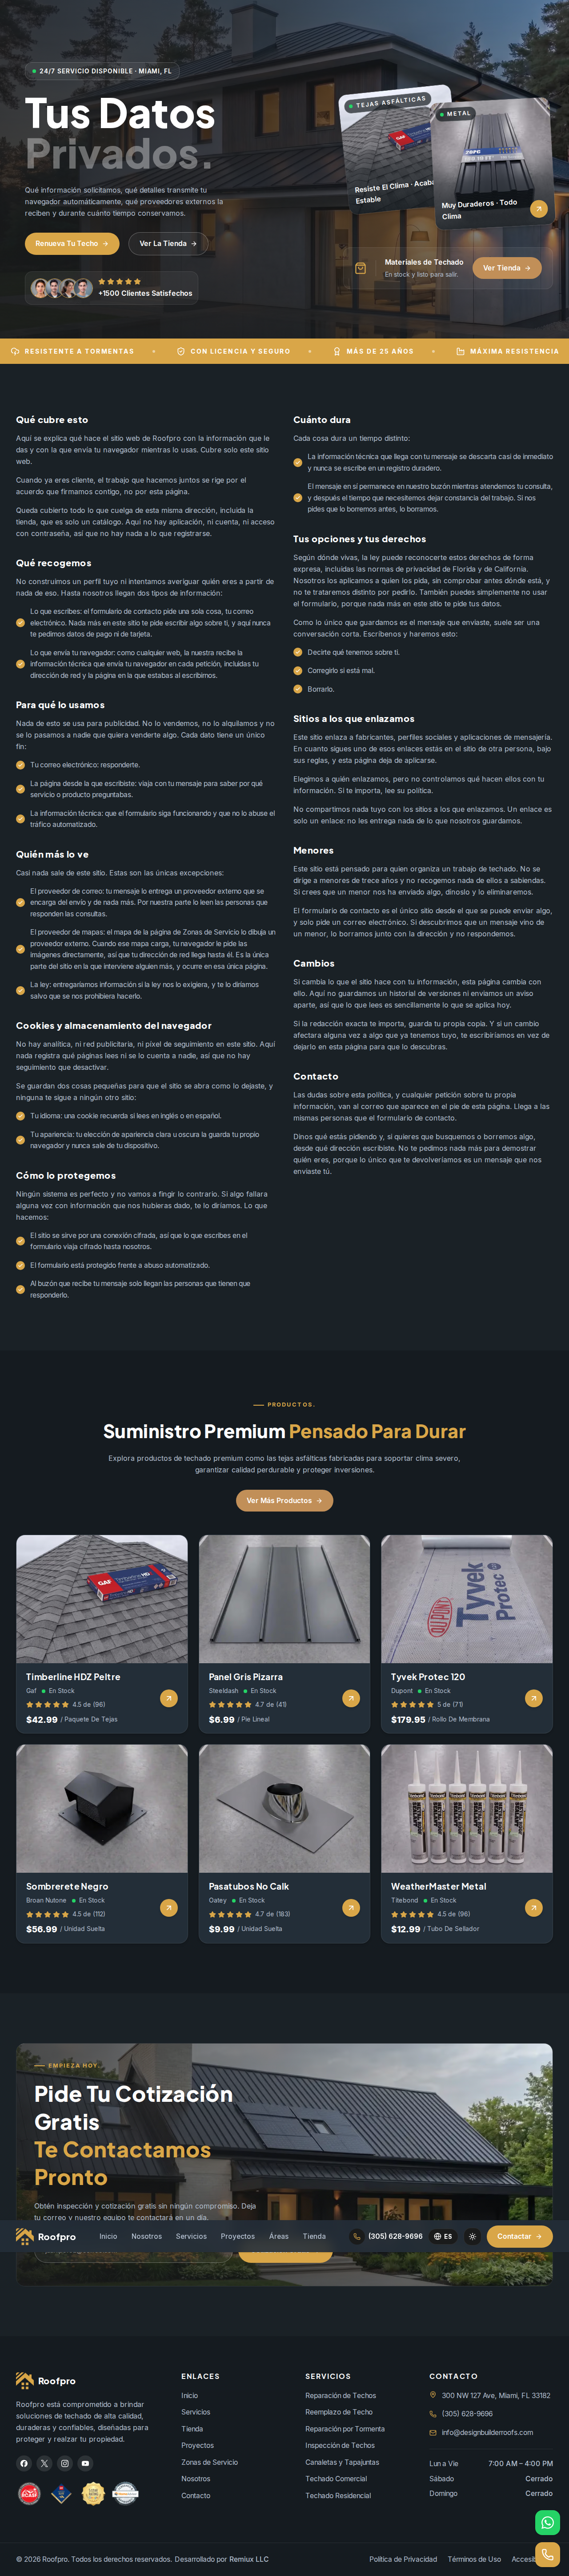 24/7 SERVICIO DISPONIBLE · MIAMI, FL
Tus Datos
Privados.
Qué información solicitamos, qué detalles transmite tu
navegador automáticamente, qué proveedores externos la
reciben y durante cuánto tiempo conservamos.
Renueva Tu Techo
Ver La Tienda
+1500 Clientes Satisfechos
TEJAS ASFÁLTICAS
Resiste El Clima · Acaba
Estable
METAL
Muy Duraderos · Todo
Clima
Materiales de Techado
En stock y listo para salir.
Ver Tienda
RESISTENTE A TORMENTAS
CON LICENCIA Y SEGURO
MÁS DE 25 AÑOS
MÁXIMA RESISTENCIA
Qué cubre esto
Aquí se explica qué hace el sitio web de Roofpro con la información que le
das y con la que envía tu navegador mientras lo usas. Cubre solo este sitio
web.
Cuando ya eres cliente, el trabajo que hacemos juntos se rige por el
acuerdo que firmamos contigo, no por esta página.
Queda cubierto todo lo que cuelga de esta misma dirección, incluida la
tienda, que es solo un catálogo. Aquí no hay aplicación, ni cuenta, ni acceso
con contraseña, así que no hay nada a lo que registrarse.
Qué recogemos
No construimos un perfil tuyo ni intentamos averiguar quién eres a partir de
nada de eso. Hasta nosotros llegan dos tipos de información:
Lo que escribes: el formulario de contacto pide una sola cosa, tu correo
electrónico. Nada más en este sitio te pide escribir algo sobre ti, y aquí nunca
te pedimos datos de pago ni de tarjeta.
Lo que envía tu navegador: como cualquier web, la nuestra recibe la
información técnica que envía tu navegador en cada petición, incluidas tu
dirección de red y la página en la que estabas al escribirnos.
Para qué lo usamos
Nada de esto se usa para publicidad. No lo vendemos, no lo alquilamos y no
se lo pasamos a nadie que quiera venderte algo. Cada dato tiene un único
fin:
Tu correo electrónico: responderte.
La página desde la que escribiste: viaja con tu mensaje para saber por qué
servicio o producto preguntabas.
La información técnica: que el formulario siga funcionando y que no lo abuse el
tráfico automatizado.
Quién más lo ve
Casi nada sale de este sitio. Estas son las únicas excepciones:
El proveedor de correo: tu mensaje lo entrega un proveedor externo que se
encarga del envío y de nada más. Por nuestra parte lo leen las personas que
responden las consultas.
El proveedor de mapas: el mapa de la página de Zonas de Servicio lo dibuja un
proveedor externo. Cuando ese mapa carga, tu navegador le pide las
imágenes directamente, así que tu dirección de red llega hasta él. Es la única
parte del sitio en la que interviene alguien más, y ocurre en esa única página.
La ley: entregaríamos información si la ley nos lo exigiera, y te lo diríamos
salvo que se nos prohibiera hacerlo.
Cookies y almacenamiento del navegador
No hay analítica, ni red publicitaria, ni píxel de seguimiento en este sitio. Aquí
nada registra qué páginas lees ni se lo cuenta a nadie, así que no hay
seguimiento que desactivar.
Se guardan dos cosas pequeñas para que el sitio se abra como lo dejaste, y
ninguna te sigue a ningún otro sitio:
Tu idioma: una cookie recuerda si lees en inglés o en español.
Tu apariencia: tu elección de apariencia clara u oscura la guarda tu propio
navegador y nunca sale de tu dispositivo.
Cómo lo protegemos
Ningún sistema es perfecto y no vamos a fingir lo contrario. Si algo fallara
alguna vez con información que nos hubieras dado, te lo diríamos. Lo que
hacemos:
El sitio se sirve por una conexión cifrada, así que lo que escribes en el
formulario viaja cifrado hasta nosotros.
El formulario está protegido frente a abuso automatizado.
Al buzón que recibe tu mensaje solo llegan las personas que tienen que
responderlo.
Cuánto dura
Cada cosa dura un tiempo distinto:
La información técnica que llega con tu mensaje se descarta casi de inmediato
y nunca se escribe en un registro duradero.
El mensaje en sí permanece en nuestro buzón mientras atendemos tu consulta,
y después el tiempo que necesitemos dejar constancia del trabajo. Si nos
pides que lo borremos antes, lo borramos.
Tus opciones y tus derechos
Según dónde vivas, la ley puede reconocerte estos derechos de forma
expresa, incluidas las normas de privacidad de Florida y de California.
Nosotros los aplicamos a quien los pida, sin comprobar antes dónde está, y
no te trataremos distinto por pedirlo. También puedes simplemente no usar
el formulario, porque nada más en este sitio te pide tus datos.
Como lo único que guardamos es el mensaje que enviaste, suele ser una
conversación corta. Escríbenos y haremos esto:
Decirte qué tenemos sobre ti.
Corregirlo si está mal.
Borrarlo.
Sitios a los que enlazamos
Este sitio enlaza a fabricantes, perfiles sociales y aplicaciones de mensajería.
En cuanto sigues uno de esos enlaces estás en el sitio de otra persona, bajo
sus reglas, y esta página deja de aplicarse.
Elegimos a quién enlazamos, pero no controlamos qué hacen ellos con tu
información. Si te importa, lee su política.
No compartimos nada tuyo con los sitios a los que enlazamos. Un enlace es
solo un enlace: no les entrega nada de lo que nosotros guardamos.
Menores
Este sitio está pensado para quien organiza un trabajo de techado. No se
dirige a menores de trece años y no recogemos nada de ellos a sabiendas.
Si crees que un menor nos ha enviado algo, dínoslo y lo eliminaremos.
El formulario de contacto es el único sitio desde el que se puede enviar algo,
y solo pide un correo electrónico. Si descubrimos que un mensaje vino de
un menor, lo borramos junto con la dirección y no respondemos.
Cambios
Si cambia lo que el sitio hace con tu información, esta página cambia con
ello. Aquí no guardamos un historial de versiones ni enviamos un aviso
aparte, así que lo que lees es sencillamente lo que se aplica hoy.
Si la redacción exacta te importa, guarda tu propia copia. Y si un cambio
afectara alguna vez a algo que ya tenemos tuyo, te escribiríamos en vez de
dejarlo en esta página para que lo descubras.
Contacto
Las dudas sobre esta política, y cualquier petición sobre tu propia
información, van al correo que aparece en el pie de esta página. Llega a las
mismas personas que el formulario de contacto.
Dinos qué estás pidiendo y, si quieres que busquemos o borremos algo,
desde qué dirección escribiste. No te pedimos nada más para demostrar
quién eres, porque lo único que te devolveríamos es un mensaje que nos
enviaste tú.
PRODUCTOS.
Suministro Premium Pensado Para Durar
Explora productos de techado premium como las tejas asfálticas fabricadas para soportar clima severo,
garantizar calidad perdurable y proteger inversiones.
Ver Más Productos
GAF
Timberline HDZ Peltre
Gaf
En Stock
4.5 de (96)
$42.99 / Paquete De Tejas
Panel Gris Pizarra
Steeldash
En Stock
4.7 de (41)
$6.99 / Pie Lineal
DUPONT
Tyvek
Protec
Tyvek Protec 120
Dupont
En Stock
5 de (71)
$179.95 / Rollo De Membrana
Sombrerete Negro
Broan Nutone
En Stock
4.5 de (112)
$56.99 / Unidad Suelta
Pasatubos No Calk
Oatey
En Stock
4.7 de (183)
$9.99 / Unidad Suelta
WeatherMaster Metal
Titebond
En Stock
4.5 de (96)
$12.99 / Tubo De Sellador
EMPIEZA HOY.
Pide Tu Cotización
Gratis
Te Contactamos
Pronto
Obtén inspección y cotización gratis sin ningún compromiso. Deja
tu correo y nuestro equipo te contactará en un día.
Roofpro
Inicio
Nosotros
Servicios
Proyectos
Áreas
Tienda
(305) 628-9696
ES
Contactar
Roofpro
Roofpro está comprometido a brindar
soluciones de techado de alta calidad,
duraderas y confiables, diseñadas para
proteger y realzar tu propiedad.
ENLACES
Inicio
Servicios
Tienda
Proyectos
Zonas de Servicio
Nosotros
Contacto
SERVICIOS
Reparación de Techos
Reemplazo de Techo
Reparación por Tormenta
Inspección de Techos
Canaletas y Tapajuntas
Techado Comercial
Techado Residencial
CONTACTO
300 NW 127 Ave, Miami, FL 33182
(305) 628-9696
info@designbuilderroofs.com
Lun a Vie 7:00 AM – 4:00 PM
Sábado Cerrado
Domingo Cerrado
© 2026 Roofpro. Todos los derechos reservados. Desarrollado por Remiux LLC
Política de Privacidad
Términos de Uso